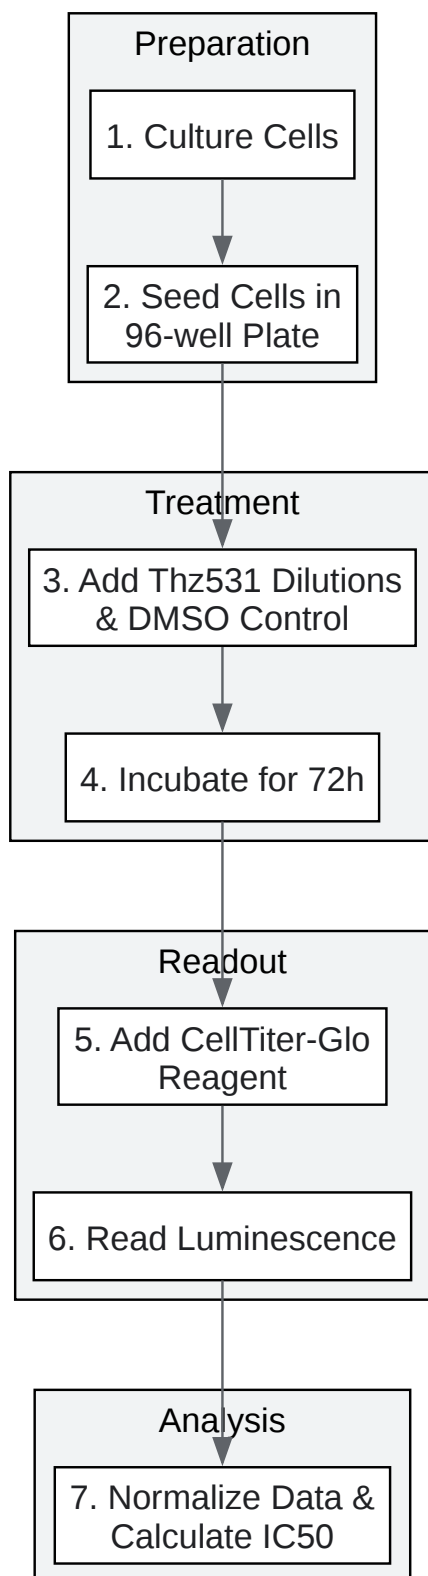 Preparation
1. Culture Cells
2. Seed Cells in
96-well Plate
Treatment
3. Add Thz531 Dilutions
& DMSO Control
4. Incubate for 72h
Readout
5. Add CellTiter-Glo
Reagent
6. Read Luminescence
Analysis
7. Normalize Data &
Calculate IC50